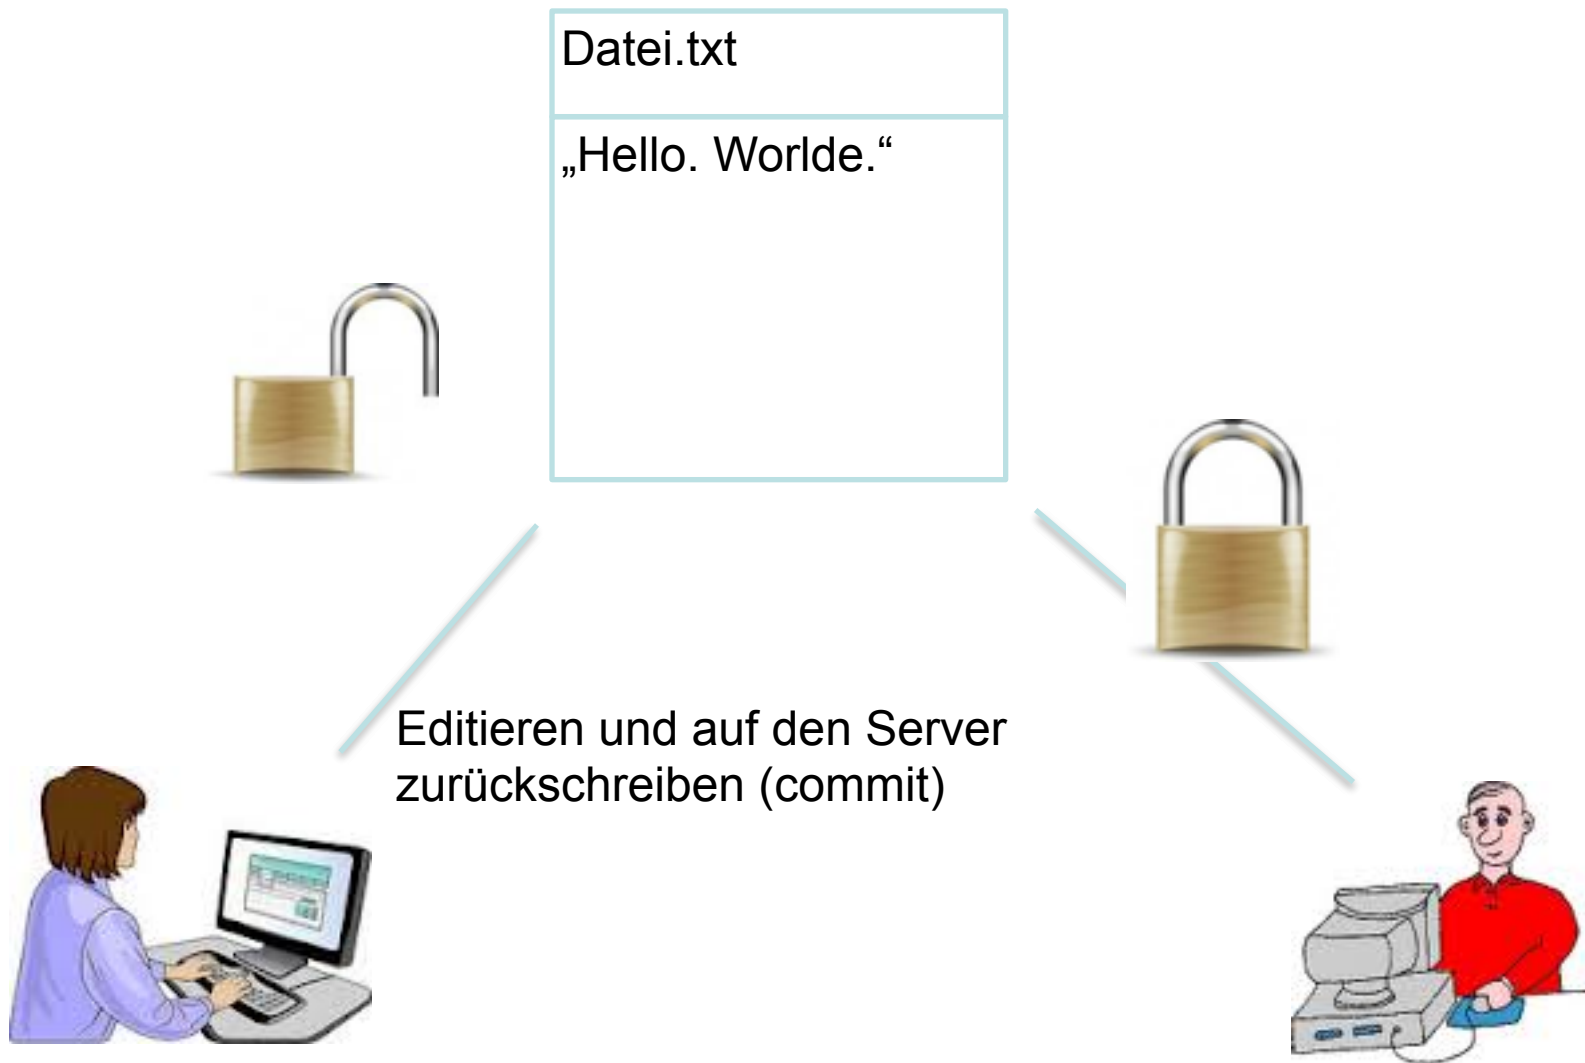 Datei.txt
„Hello. Worlde.“
Editieren und auf den Server
zurückschreiben (commit)